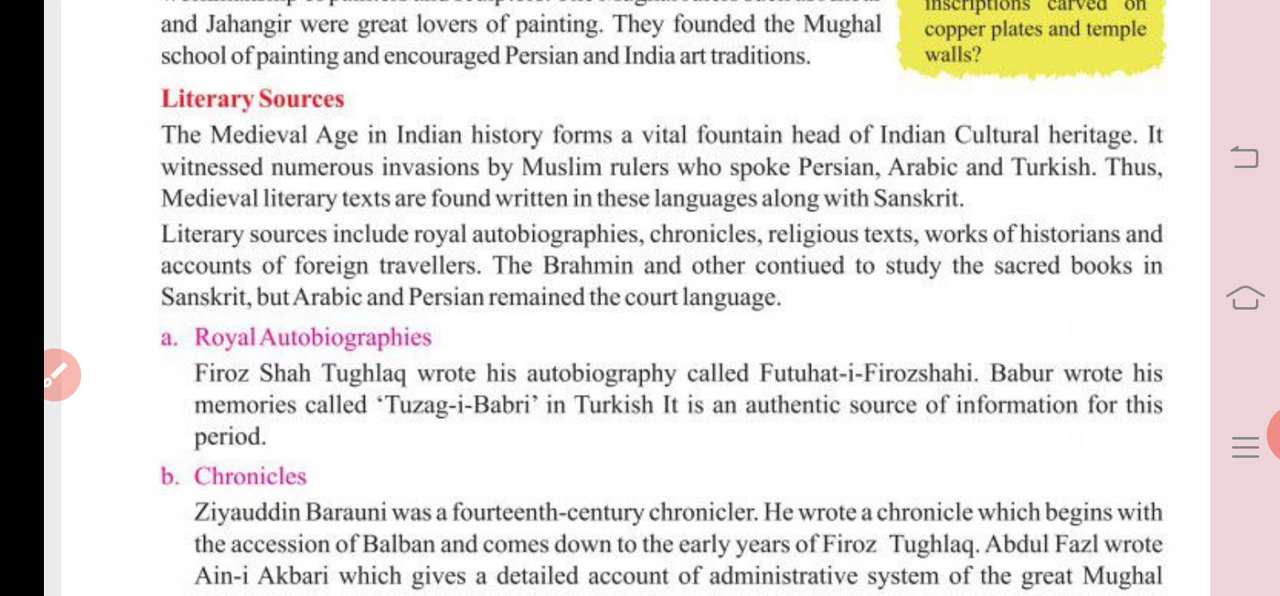 and Jahangir were great lovers of painting. They founded the Mughal
school of painting and encouraged Persian and India art traditions.
inscriptions carved on
copper plates and temple
walls?
Literary Sources
The Medieval Age in Indian history forms a vital fountain head of Indian Cultural heritage. It
witnessed numerous invasions by Muslim rulers who spoke Persian, Arabic and Turkish. Thus,
Medieval literary texts are found written in these languages along with Sanskrit.
Literary sources include royal autobiographies, chronicles, religious texts, works of historians and
accounts of foreign travellers. The Brahmin and other contiued to study the sacred books in
Sanskrit, but Arabic and Persian remained the court language.
a. Royal Autobiographies
Firoz Shah Tughlaq wrote his autobiography called Futuhat-i-Firozshahi. Babur wrote his
memories called ‘Tuzag-i-Babri’ in Turkish It is an authentic source of information for this
period.
b. Chronicles
Ziyauddin Barauni was a fourteenth-century chronicler. He wrote a chronicle which begins with
the accession of Balban and comes down to the early years of Firoz Tughlaq. Abdul Fazl wrote
Ain-i Akbari which gives a detailed account of administrative system of the great Mughal